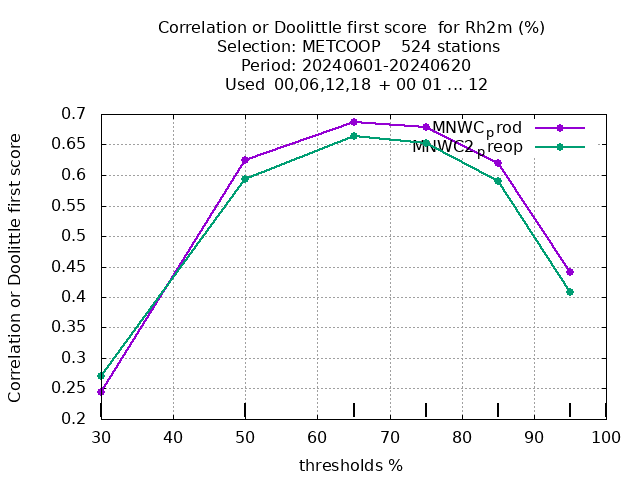 Correlation or Doolittle first score  for Rh2m (%)
Selection: METCOOP    524 stations
Period: 20240601-20240620
Used  00,06,12,18  + 00 01 ... 12
Correlation or Doolittle first score
0.7
0.65
0.6
0.55
0.5
0.45
0.4
0.35
0.3
0.25
0.2
MNWC_prod
MNWC2_preop
30 40 50 60 70 80 90 100
thresholds %